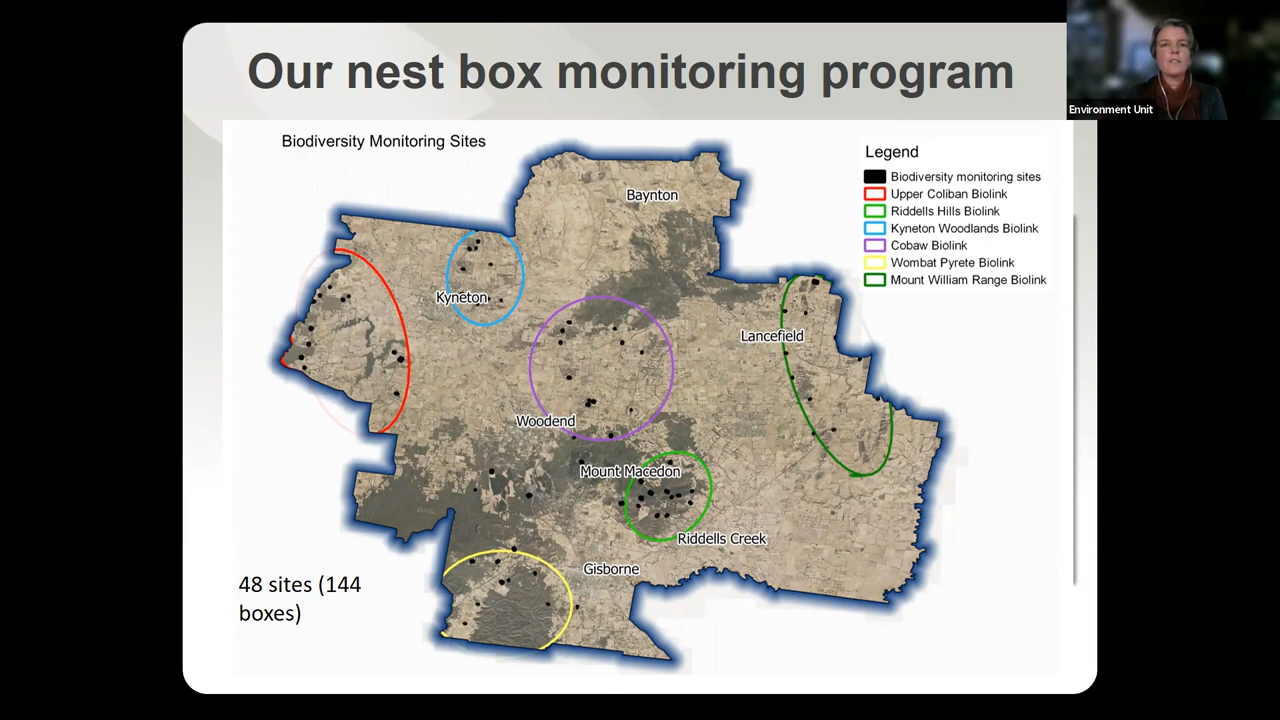 Our nest box monitoring program
Environment Unit
Biodiversity Monitoring Sites
Legend
Biodiversity monitoring sites
Upper Coliban Biolink
Riddells Hills Biolink
Kyneton Woodlands Biolink
Cobaw Biolink
Wombat Pyrete Biolink
Mount William Range Biolink
Baynton
Kyneton
Lancefield
Woodend
Mount Macedon
Riddells Creek
Gisborne
48 sites (144
boxes)